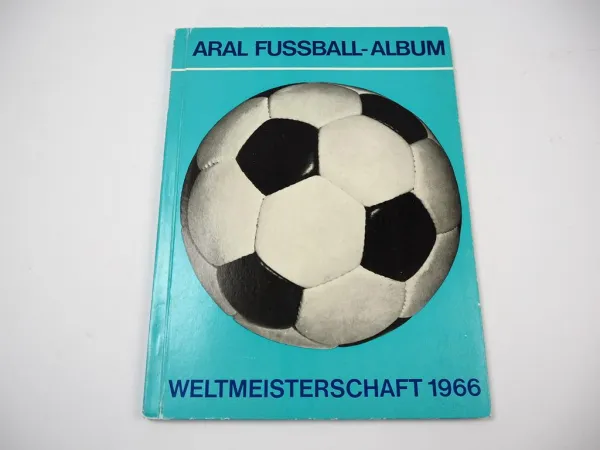 ARAL FUSSBALL-ALBUM
WELTMEISTERSCHAFT 1966